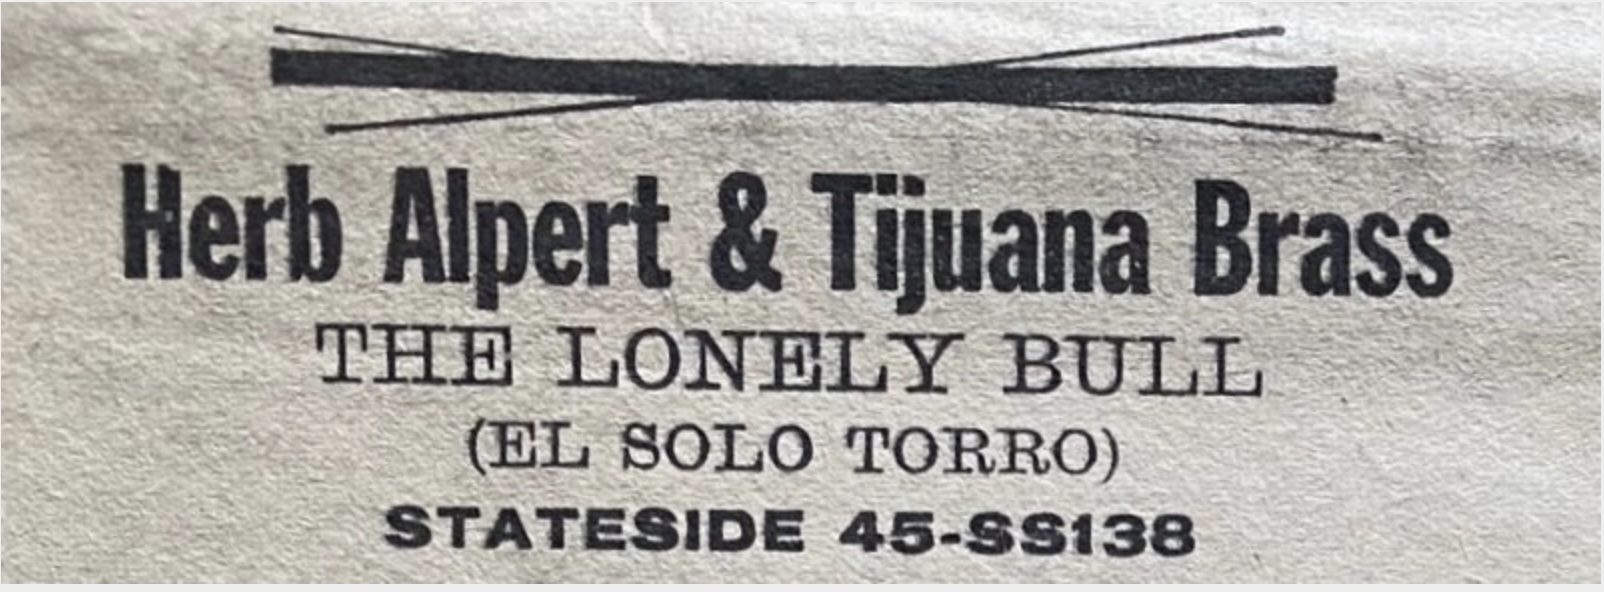 Herb Alpert & Tijuana Brass
THE LONELY BULL
(EL SOLO TORRO)
STATESIDE 45-SS138